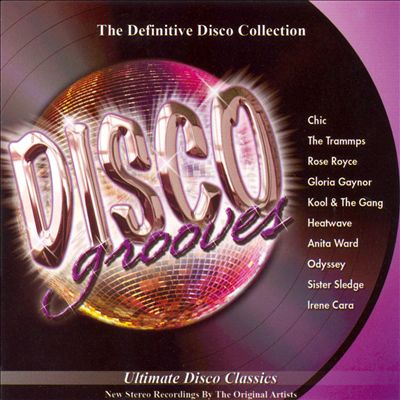 The Definitive Disco Collection
DISCO
grooves
Chic
The Trammps
Rose Royce
Gloria Gaynor
Kool & The Gang
Heatwave
Anita Ward
Odyssey
Sister Sledge
Irene Cara
Ultimate Disco Classics
New Stereo Recordings By The Original Artists